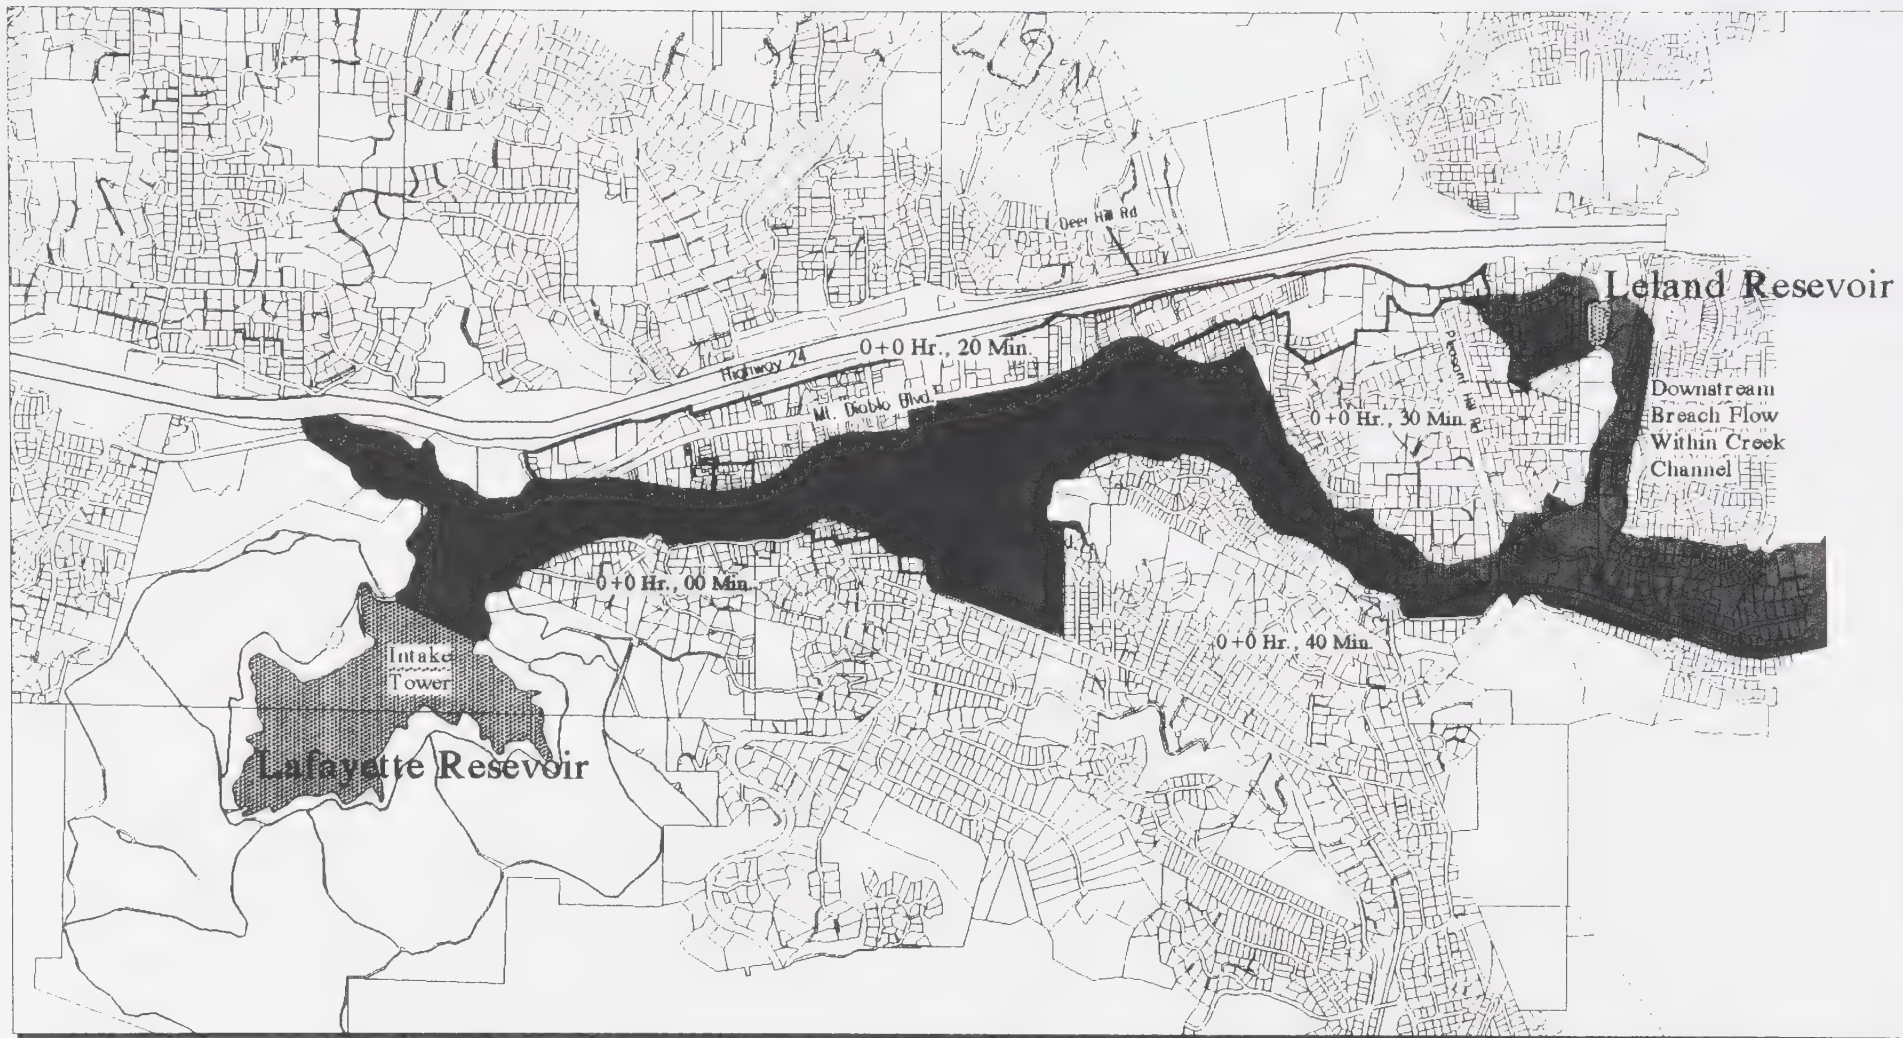 Deer Hill Rd
Leland Resevoir
0+0 Hr., 20 Min.
Highway 24
Mt. Diablo Blvd.
Downstream
Breach Flow
Within Creek
Channel
0+0 Hr., 30 Min.
Hill Rd
0+0 Hr., 00 Min.
0+0 Hr., 40 Min.
Intake
Tower
Lafayette Resevoir